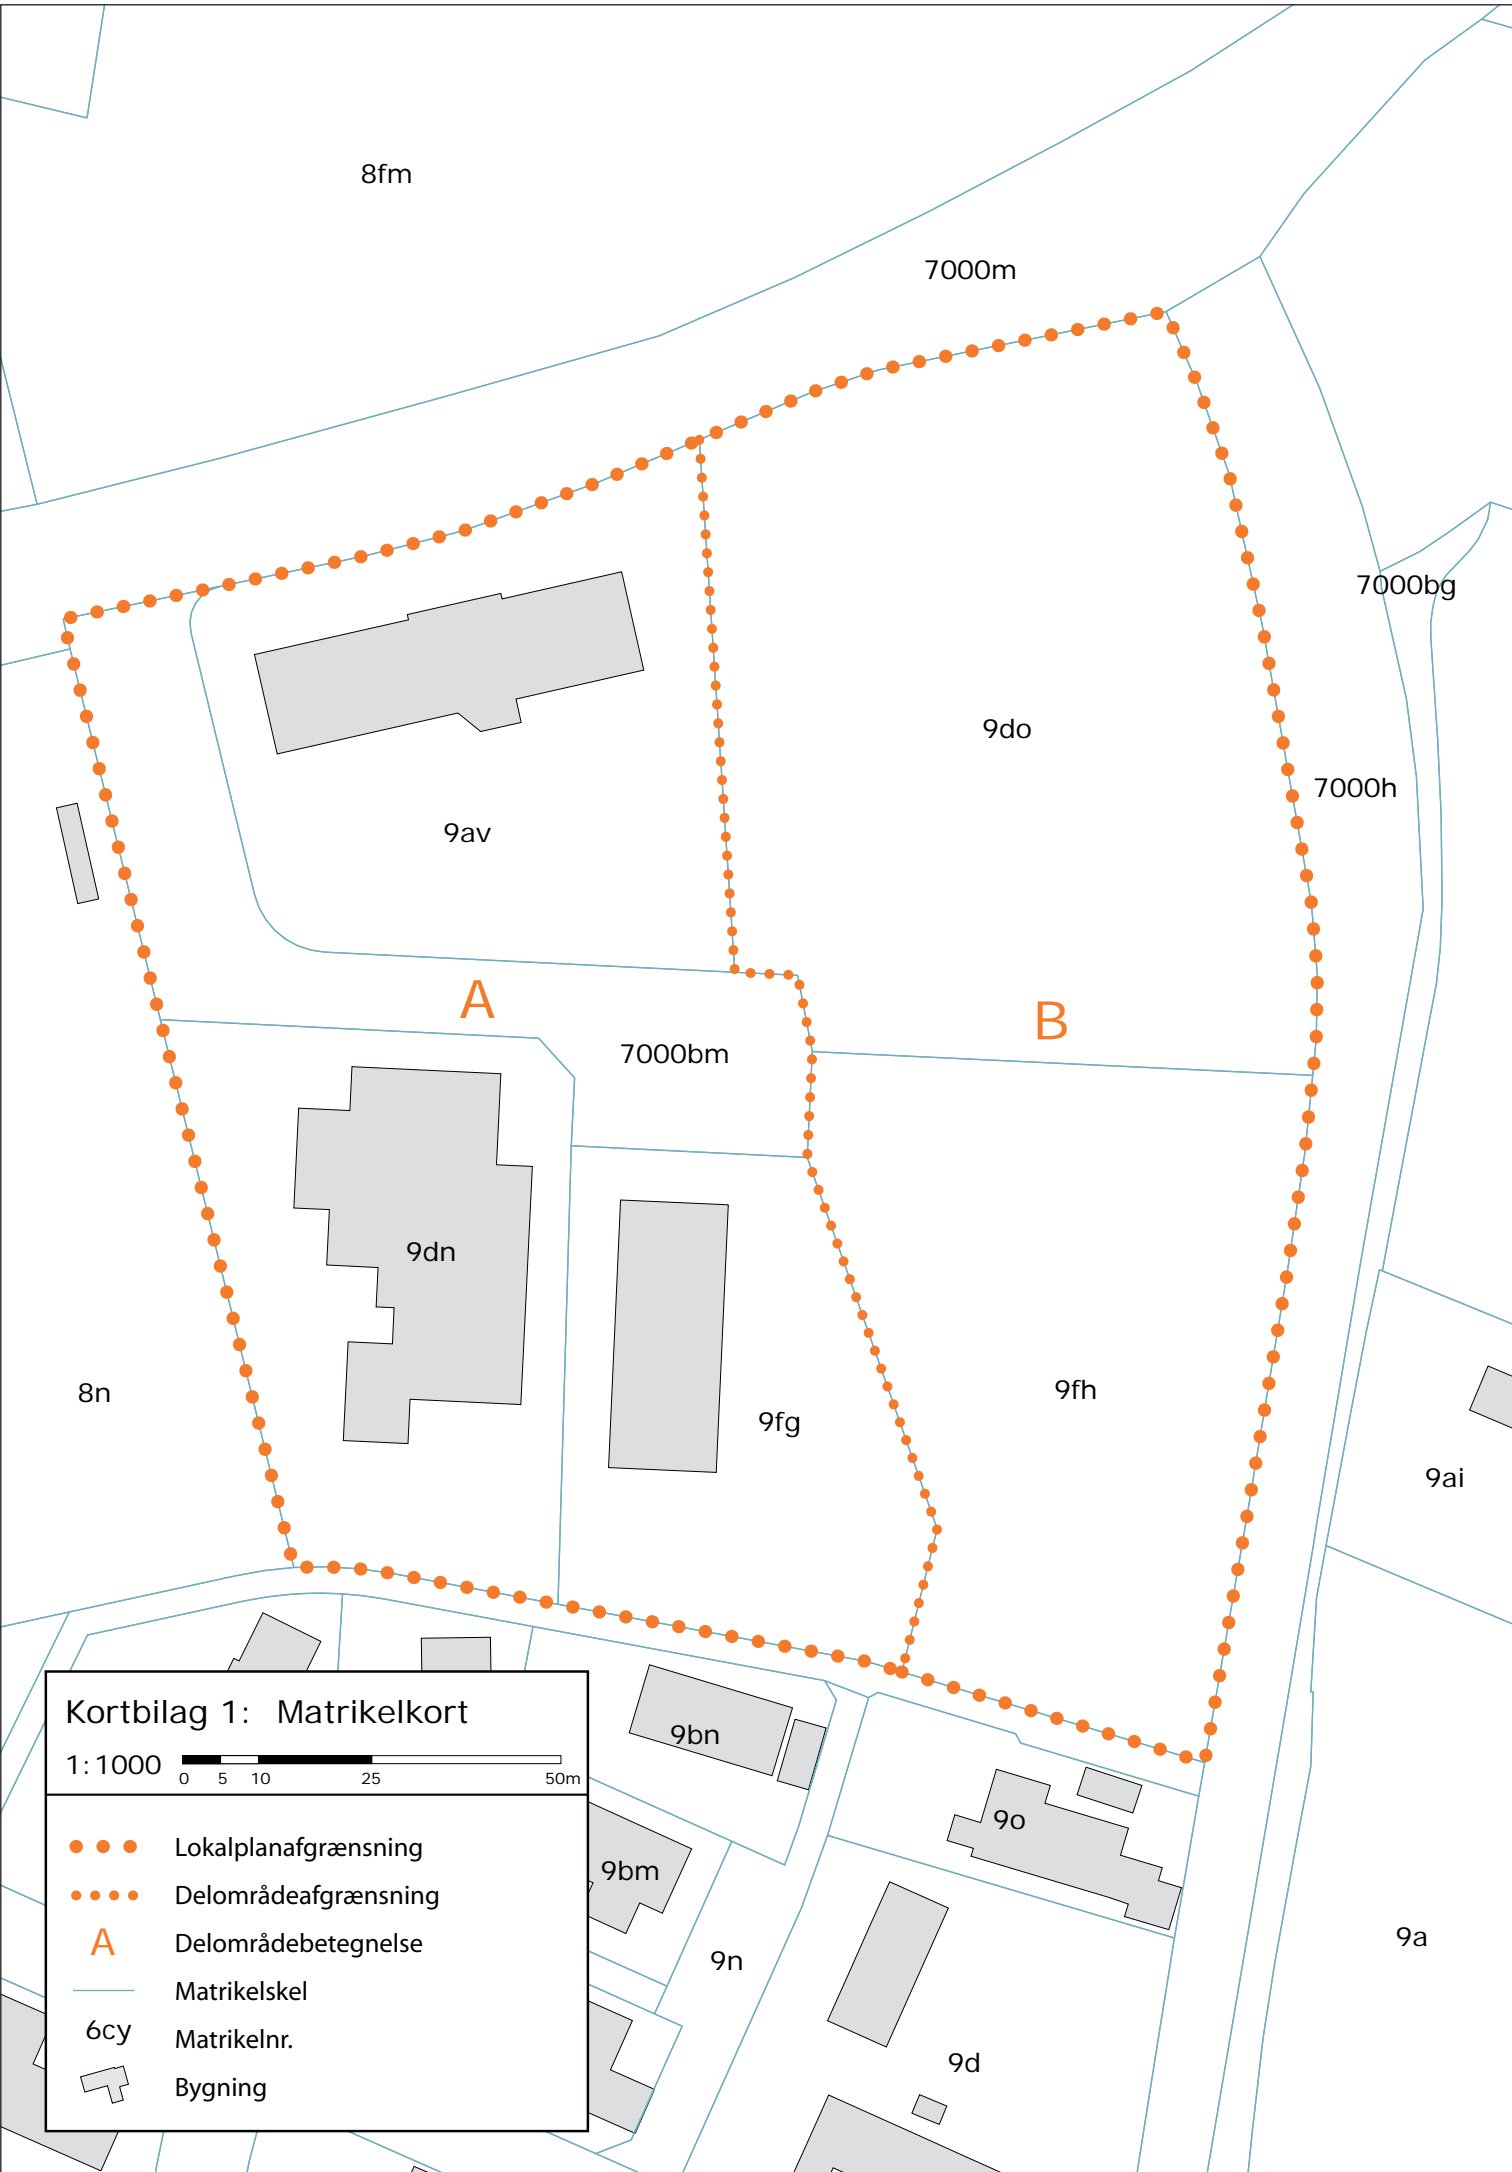 8fm
7000m
7000bg
9do
7000h
9av
A
B
7000bm
9dn
9fh
8n
9fg
9ai
Kortbilag 1: Matrikelkort
1:1000
0 5 10 25 50m
Lokalplanafgrænsning
Delområdeafgrænsning
A Delområdebetegnelse
Matrikelskel
6cy Matrikelnr.
Bygning
9bn
9o
9bm
9a
9n
9d